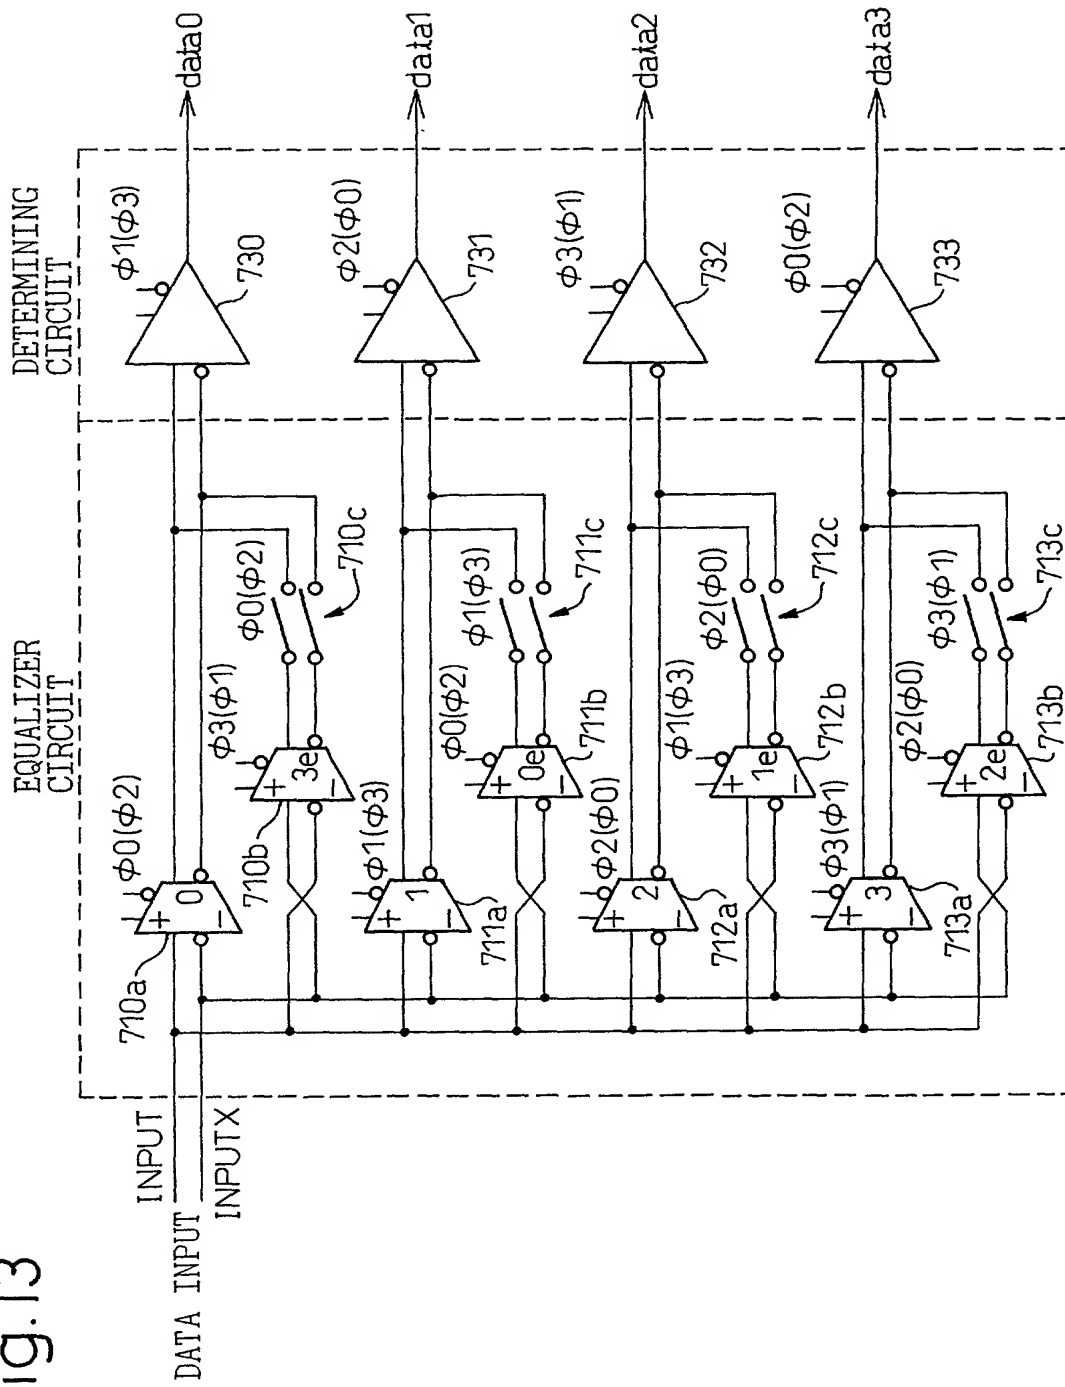 ıg.13
DATA INPUT
INPUT
INPUTX
EQUALIZER
CIRCUIT
DETERMINING
CIRCUIT
710a
+
0
−
ϕ0(ϕ2)
710b
+
3e
−
ϕ3(ϕ1)
ϕ0(ϕ2)
710c
ϕ1(ϕ3)
730
data0
711a
+
1
−
ϕ1(ϕ3)
+
0e
−
711b
ϕ0(ϕ2)
ϕ1(ϕ3)
711c
ϕ2(ϕ0)
731
data1
712a
+
2
−
ϕ2(ϕ0)
+
1e
−
712b
ϕ1(ϕ3)
ϕ2(ϕ0)
712c
ϕ3(ϕ1)
732
data2
713a
+
3
−
ϕ3(ϕ1)
+
2e
−
713b
ϕ2(ϕ0)
ϕ3(ϕ1)
713c
ϕ0(ϕ2)
733
data3